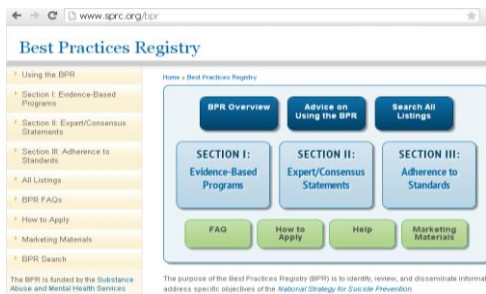 www.sprc.org/bpr
Best Practices Registry
Using the BPR
Section I: Evidence-Based
Programs
Section II: Expert/Consensus
Statements
Section III: Adherence to
Standards
All Listings
BPR FAQs
How to Apply
Marketing Materials
BPR Search
The BPR is funded by the Substance
Abuse and Mental Health Services
Home » Best Practices Registry
BPR Overview
Advice on
Using the BPR
Search All
Listings
SECTION I:
Evidence-Based
Programs
SECTION II:
Expert/Consensus
Statements
SECTION III:
Adherence to
Standards
FAQ
How to
Apply
Help
Marketing
Materials
The purpose of the Best Practices Registry (BPR) is to identify, review, and disseminate informat
address specific objectives of the National Strategy for Suicide Prevention.